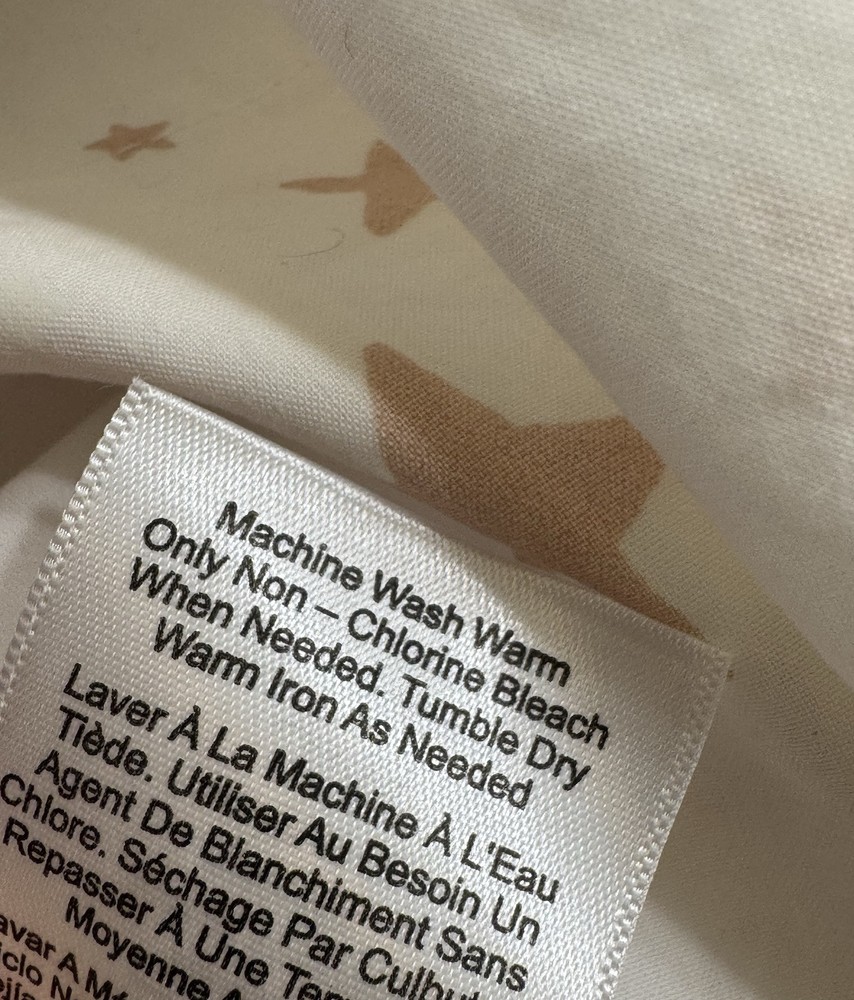 Machine Wash Warm
Only Non – Chlorine Bleach
When Needed. Tumble Dry
Warm Iron As Needed
Laver À La Machine À L'Eau
Tiède. Utiliser Au Besoin Un
Agent De Blanchiment Sans
Chlore. Séchage Par
Repasser À Une
Moyenne
A